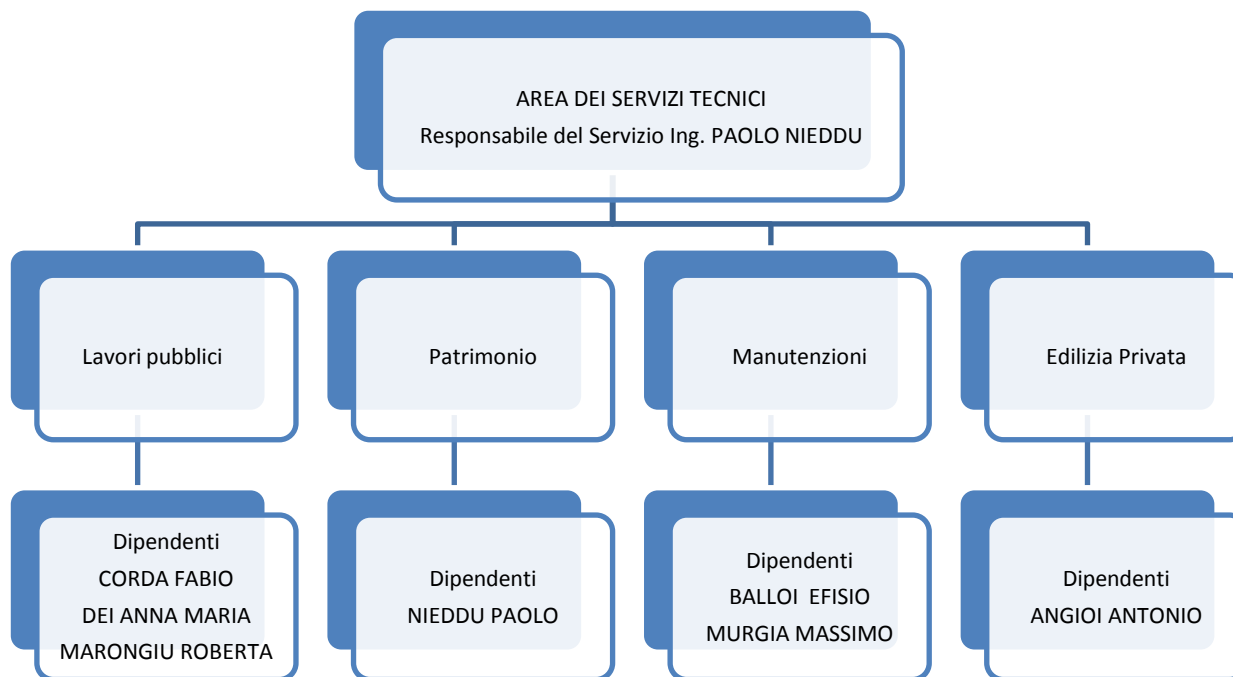 AREA DEI SERVIZI TECNICI
Responsabile del Servizio Ing. PAOLO NIEDDU
Lavori pubblici
Patrimonio
Manutenzioni
Edilizia Privata
Dipendenti
CORDA FABIO
DEI ANNA MARIA
MARONGIU ROBERTA
Dipendenti
NIEDDU PAOLO
Dipendenti
BALLOI EFISIO
MURGIA MASSIMO
Dipendenti
ANGIOI ANTONIO